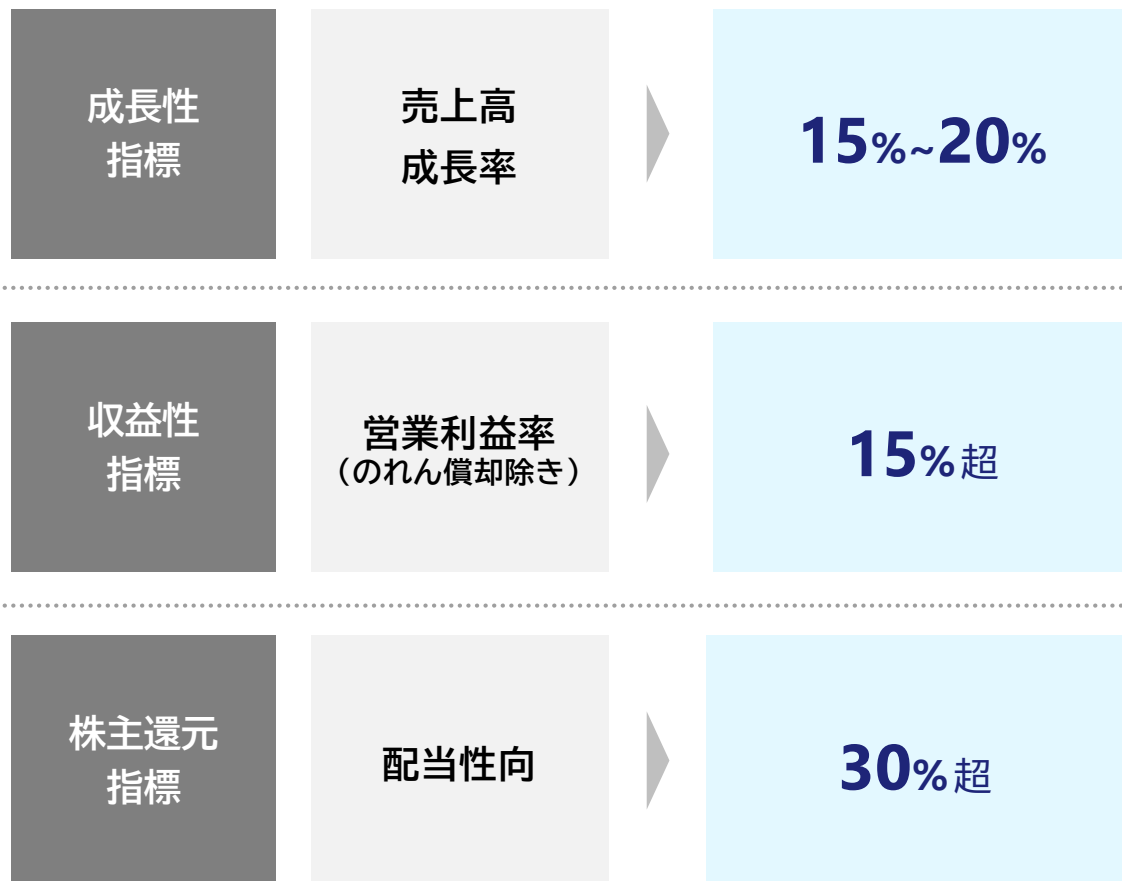 成長性
指標
売上高
成長率
15%~20%
収益性
指標
営業利益率
（のれん償却除き）
15%超
株主還元
指標
配当性向
30%超